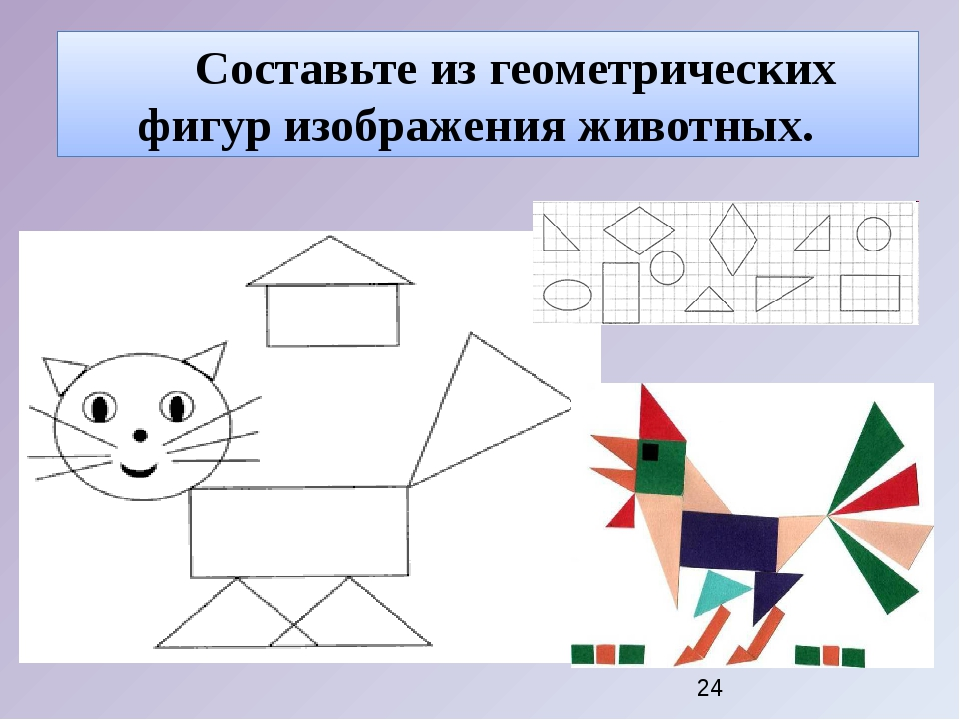 Составьте из геометрических
фигур изображения животных.
24